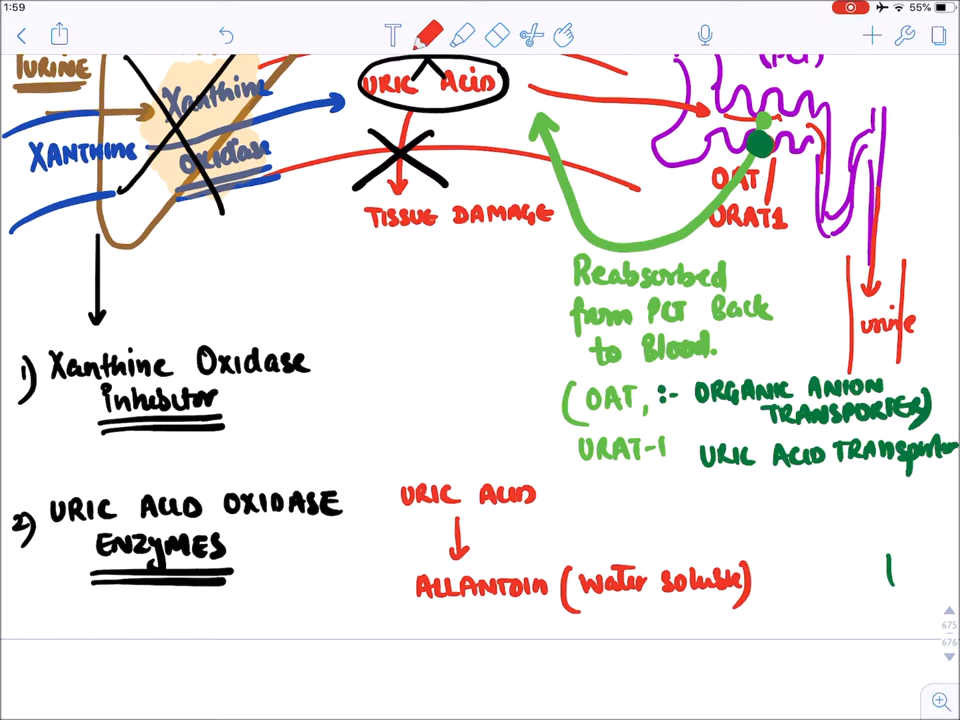 1:59
55%
T
(PCT)
PURINE
Xanthine
URIC ACID
XANTHINE
oxidase
OAT
URAT1
TISSUE DAMAGE
Reabsorbed
from PCT Back
to Blood.
urine
1) Xanthine Oxidase
inhibitor
(OAT, :- ORGANIC ANION
TRANSPORTER)
URAT-1 URIC ACID TRANSporter
2) URIC ACID OXIDASE
ENZYMES
URIC ACID
ALLANTOIN (water soluble)
675
676